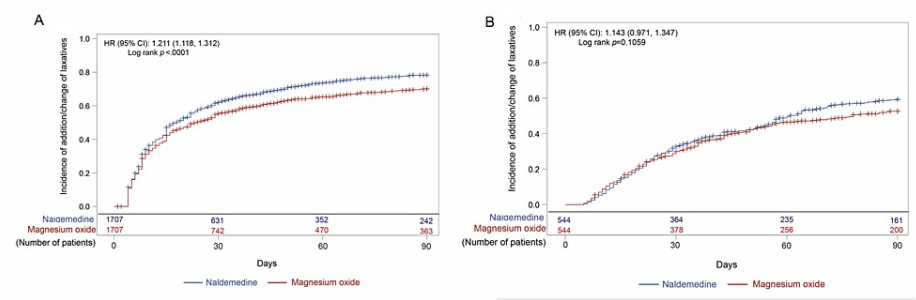 A
HR (95% CI): 1.211 (1.118, 1.312)
Log rank p<.0001
Incidence of addition/change of laxatives
1.0
0.8
0.6
0.4
0.2
0.0
Naldemedine 1707 631 352 242
Magnesium oxide 1707 742 470 363
(Number of patients) 0 30 60 90
Days
Naldemedine Magnesium oxide
B
HR (95% CI): 1.143 (0.971, 1.347)
Log rank p=0.1059
Incidence of addition/change of laxatives
1.0
0.8
0.6
0.4
0.2
0.0
Naldemedine 544 364 235 161
Magnesium oxide 544 378 256 200
(Number of patients) 0 30 60 90
Days
Naldemedine Magnesium oxide